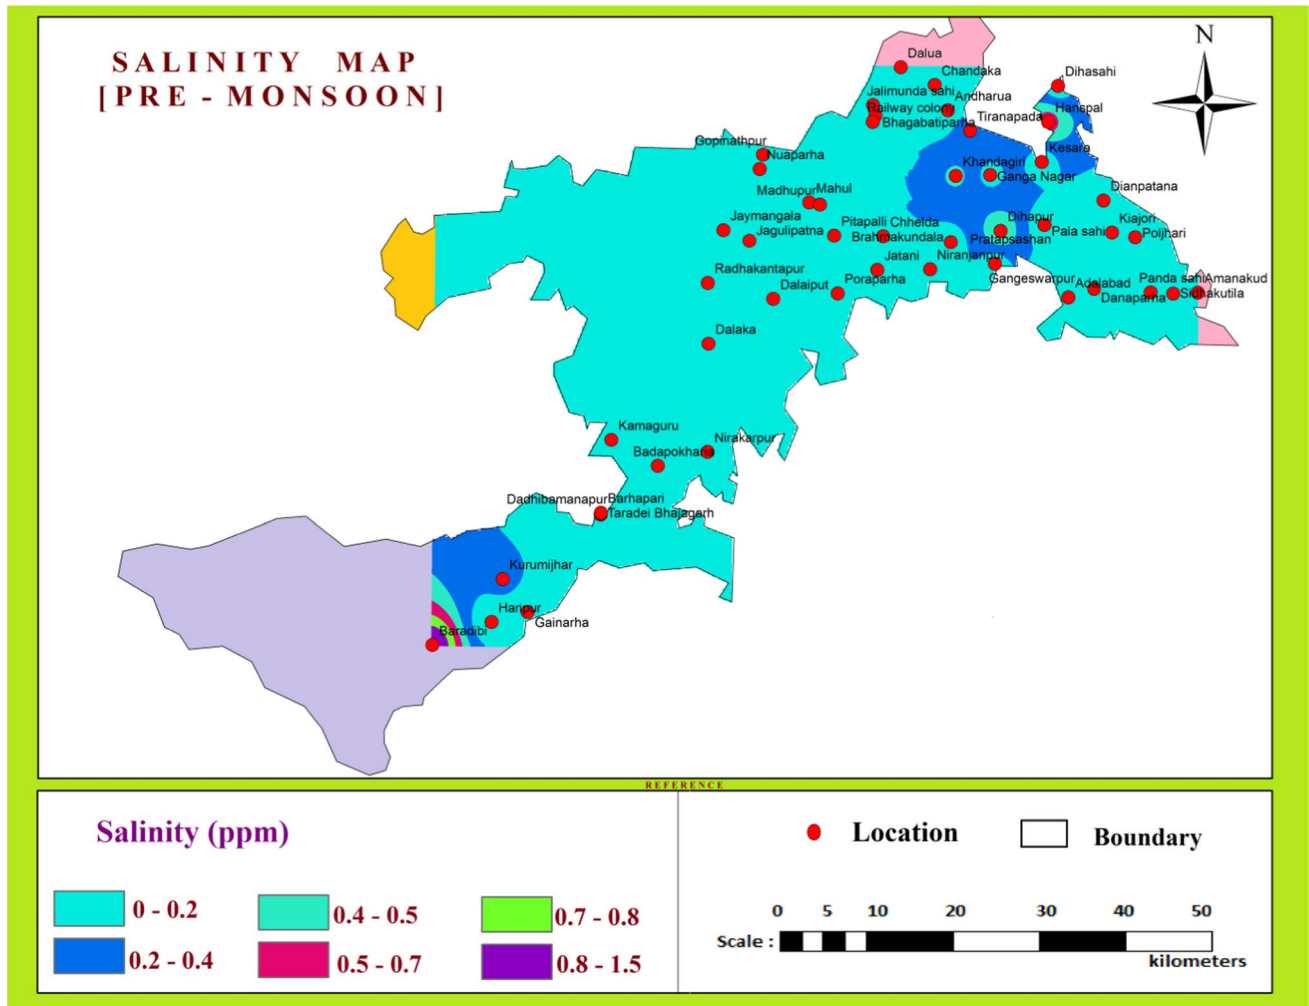 SALINITY MAP
[PRE - MONSOON]
N
Dalua
Chandaka
Dihasahi
Jalimunda sahi
Andharua
Hanspal
Railway colony
Tiranapada
Bhagabatiparha
Gopinathpur
Nuaparha
Kesara
Khandagiri
Ganga Nagar
Madhupur
Mahul
Dianpatana
Jaymangala
Pitapalli
Chhelda
Dihapur
Kiajori
Jagulipatna
Brahmakundala
Pratapsashan
Pala sahi
Poljhari
Jatani
Niranjanpur
Radhakantapur
Dalaiput
Poraparha
Gangeswarpur
Adalabad
Panda sahi
Amanakud
Danaparha
Sidhakutila
Dalaka
Kamaguru
Nirakarpur
Badapokharia
Dadhibamanapur
Barhapari
Taradei Bhajagarh
Kurumijhar
Haripur
Gainarha
Baradibi
REFERENCE
Salinity (ppm)
0 - 0.2
0.4 - 0.5
0.7 - 0.8
0.2 - 0.4
0.5 - 0.7
0.8 - 1.5
Location
Boundary
0 5 10 20 30 40 50
Scale :
kilometers